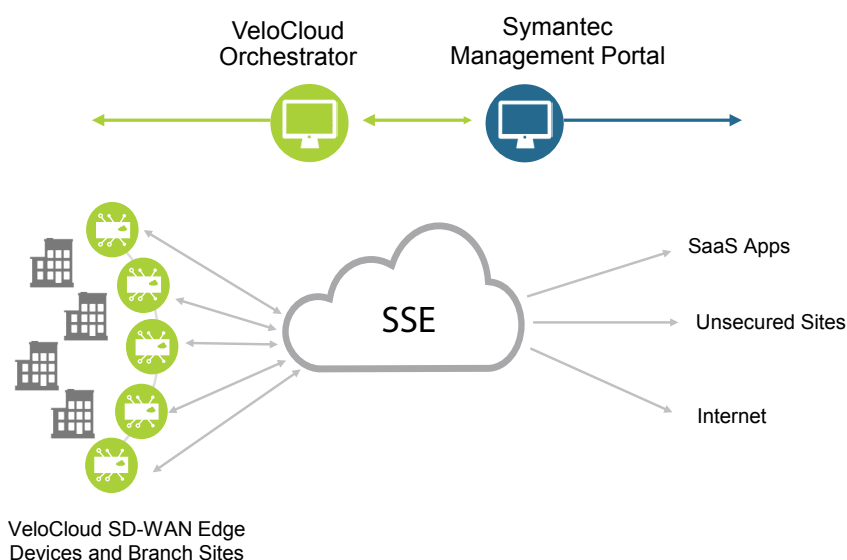 VeloCloud
Orchestrator
Symantec
Management Portal
SSE
SaaS Apps
Unsecured Sites
Internet
VeloCloud SD-WAN Edge
Devices and Branch Sites